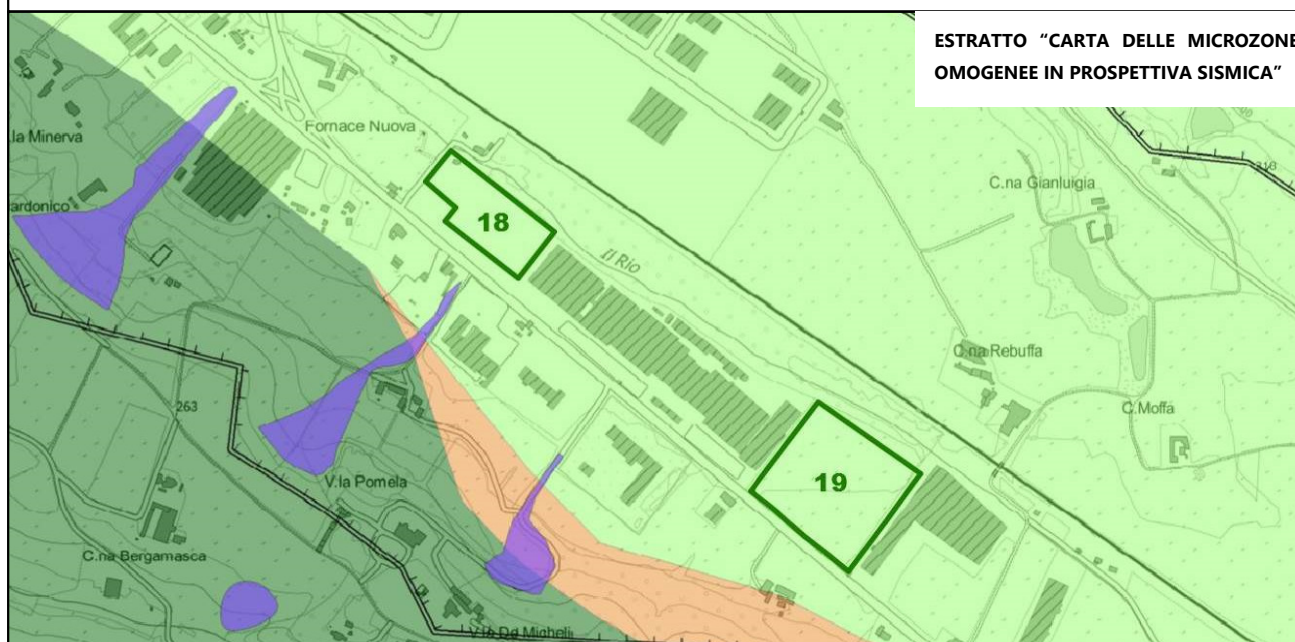 ESTRATTO “CARTA DELLE MICROZONE
OMOGENEE IN PROSPETTIVA SISMICA”
Fornace Nuova
.la Minerva
ardonico
C.na Gianluigia
18
Il Rio
C.na Rebuffa
C.Moffa
263
V.la Pomela
19
C.na Bergamasca
V.la De Micheli